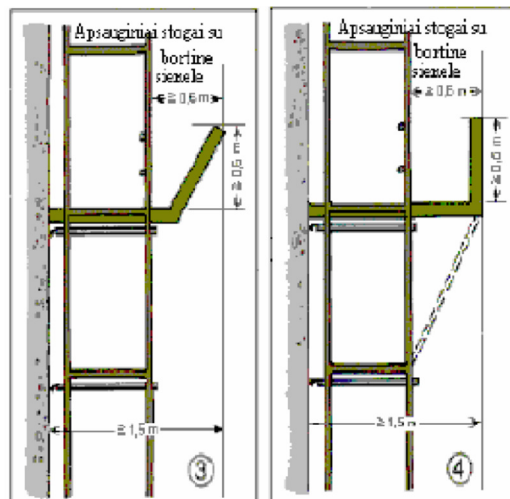 Apsauginiai stogai su
bortine
sienele
≥ 0,6 m
≥ 0,6 m
≥ 1,5 m
3
Apsauginiai stogai su
bortine
sienele
≥ 0,6 m
≥ 0,6 m
≥ 1,5 m
4